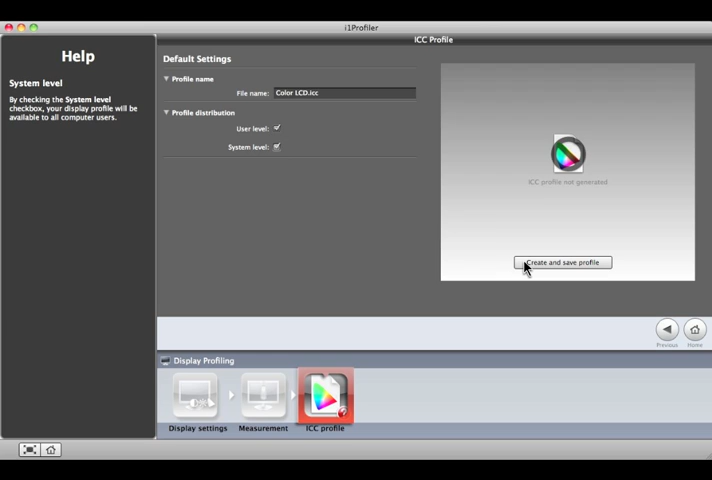 i1Profiler
ICC Profile
Help
System level
By checking the System level
checkbox, your display profile will be
available to all computer users.
Default Settings
Profile name
File name: Color LCD.icc
Profile distribution
User level:
System level:
ICC profile not generated
Create and save profile
Previous
Home
Display Profiling
Display settings
Measurement
ICC profile